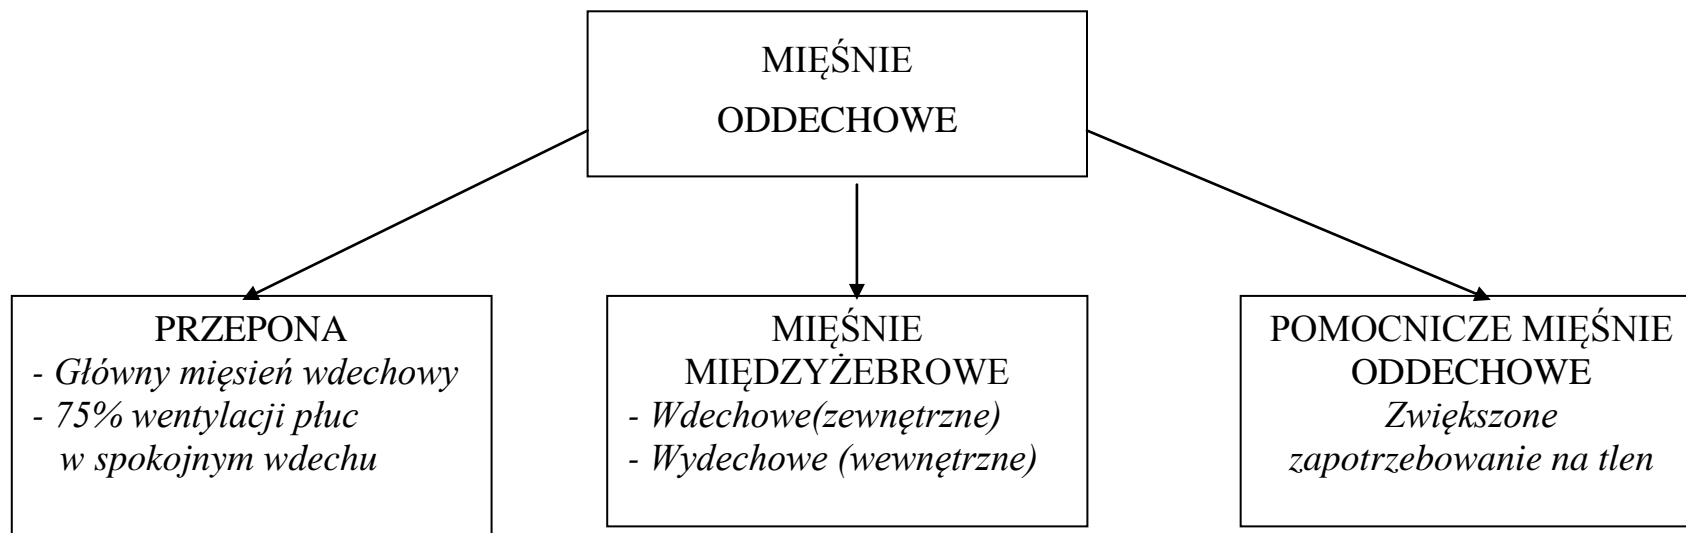 MIĘŚNIE
ODDECHOWE
PRZEPONA
- Główny mięsień wdechowy
- 75% wentylacji płuc
w spokojnym wdechu
MIĘŚNIE
MIĘDZYŻEBROWE
- Wdechowe(zewnętrzne)
- Wydechowe (wewnętrzne)
POMOCNICZE MIĘŚNIE
ODDECHOWE
Zwiększone
zapotrzebowanie na tlen